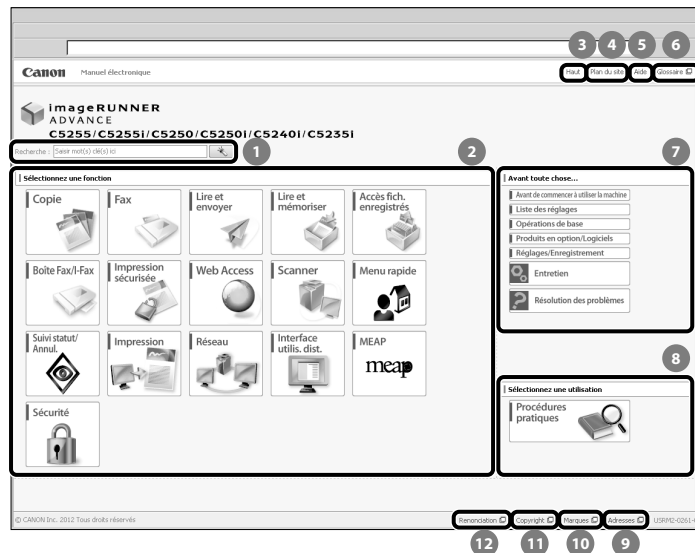 3 4 5 6
Canon Manuel électronique
Haut Plan du site Aide Glossaire
imageRUNNER
ADVANCE
C5255/C5255i/C5250/C5250i/C5240i/C5235i
Recherche : Saisir mot(s) clé(s) ici
1 2 7
Sélectionnez une fonction
Copie
Fax
Lire et
envoyer
Lire et
mémoriser
Accès fich.
enregistrés
Boîte Fax/I-Fax
Impression
sécurisée
Web Access
Scanner
Menu rapide
Suivi statut/
Annul.
Impression
Réseau
Interface
utilis. dist.
MEAP
meap
Sécurité
Avant toute chose...
Avant de commencer à utiliser la machine
Liste des réglages
Opérations de base
Produits en option/Logiciels
Réglages/Enregistrement
Entretien
Résolution des problèmes
8
Sélectionnez une utilisation
Procédures
pratiques
© CANON Inc. 2012 Tous droits réservés
Renonciation Copyright Marques Adresses
12 11 10 9